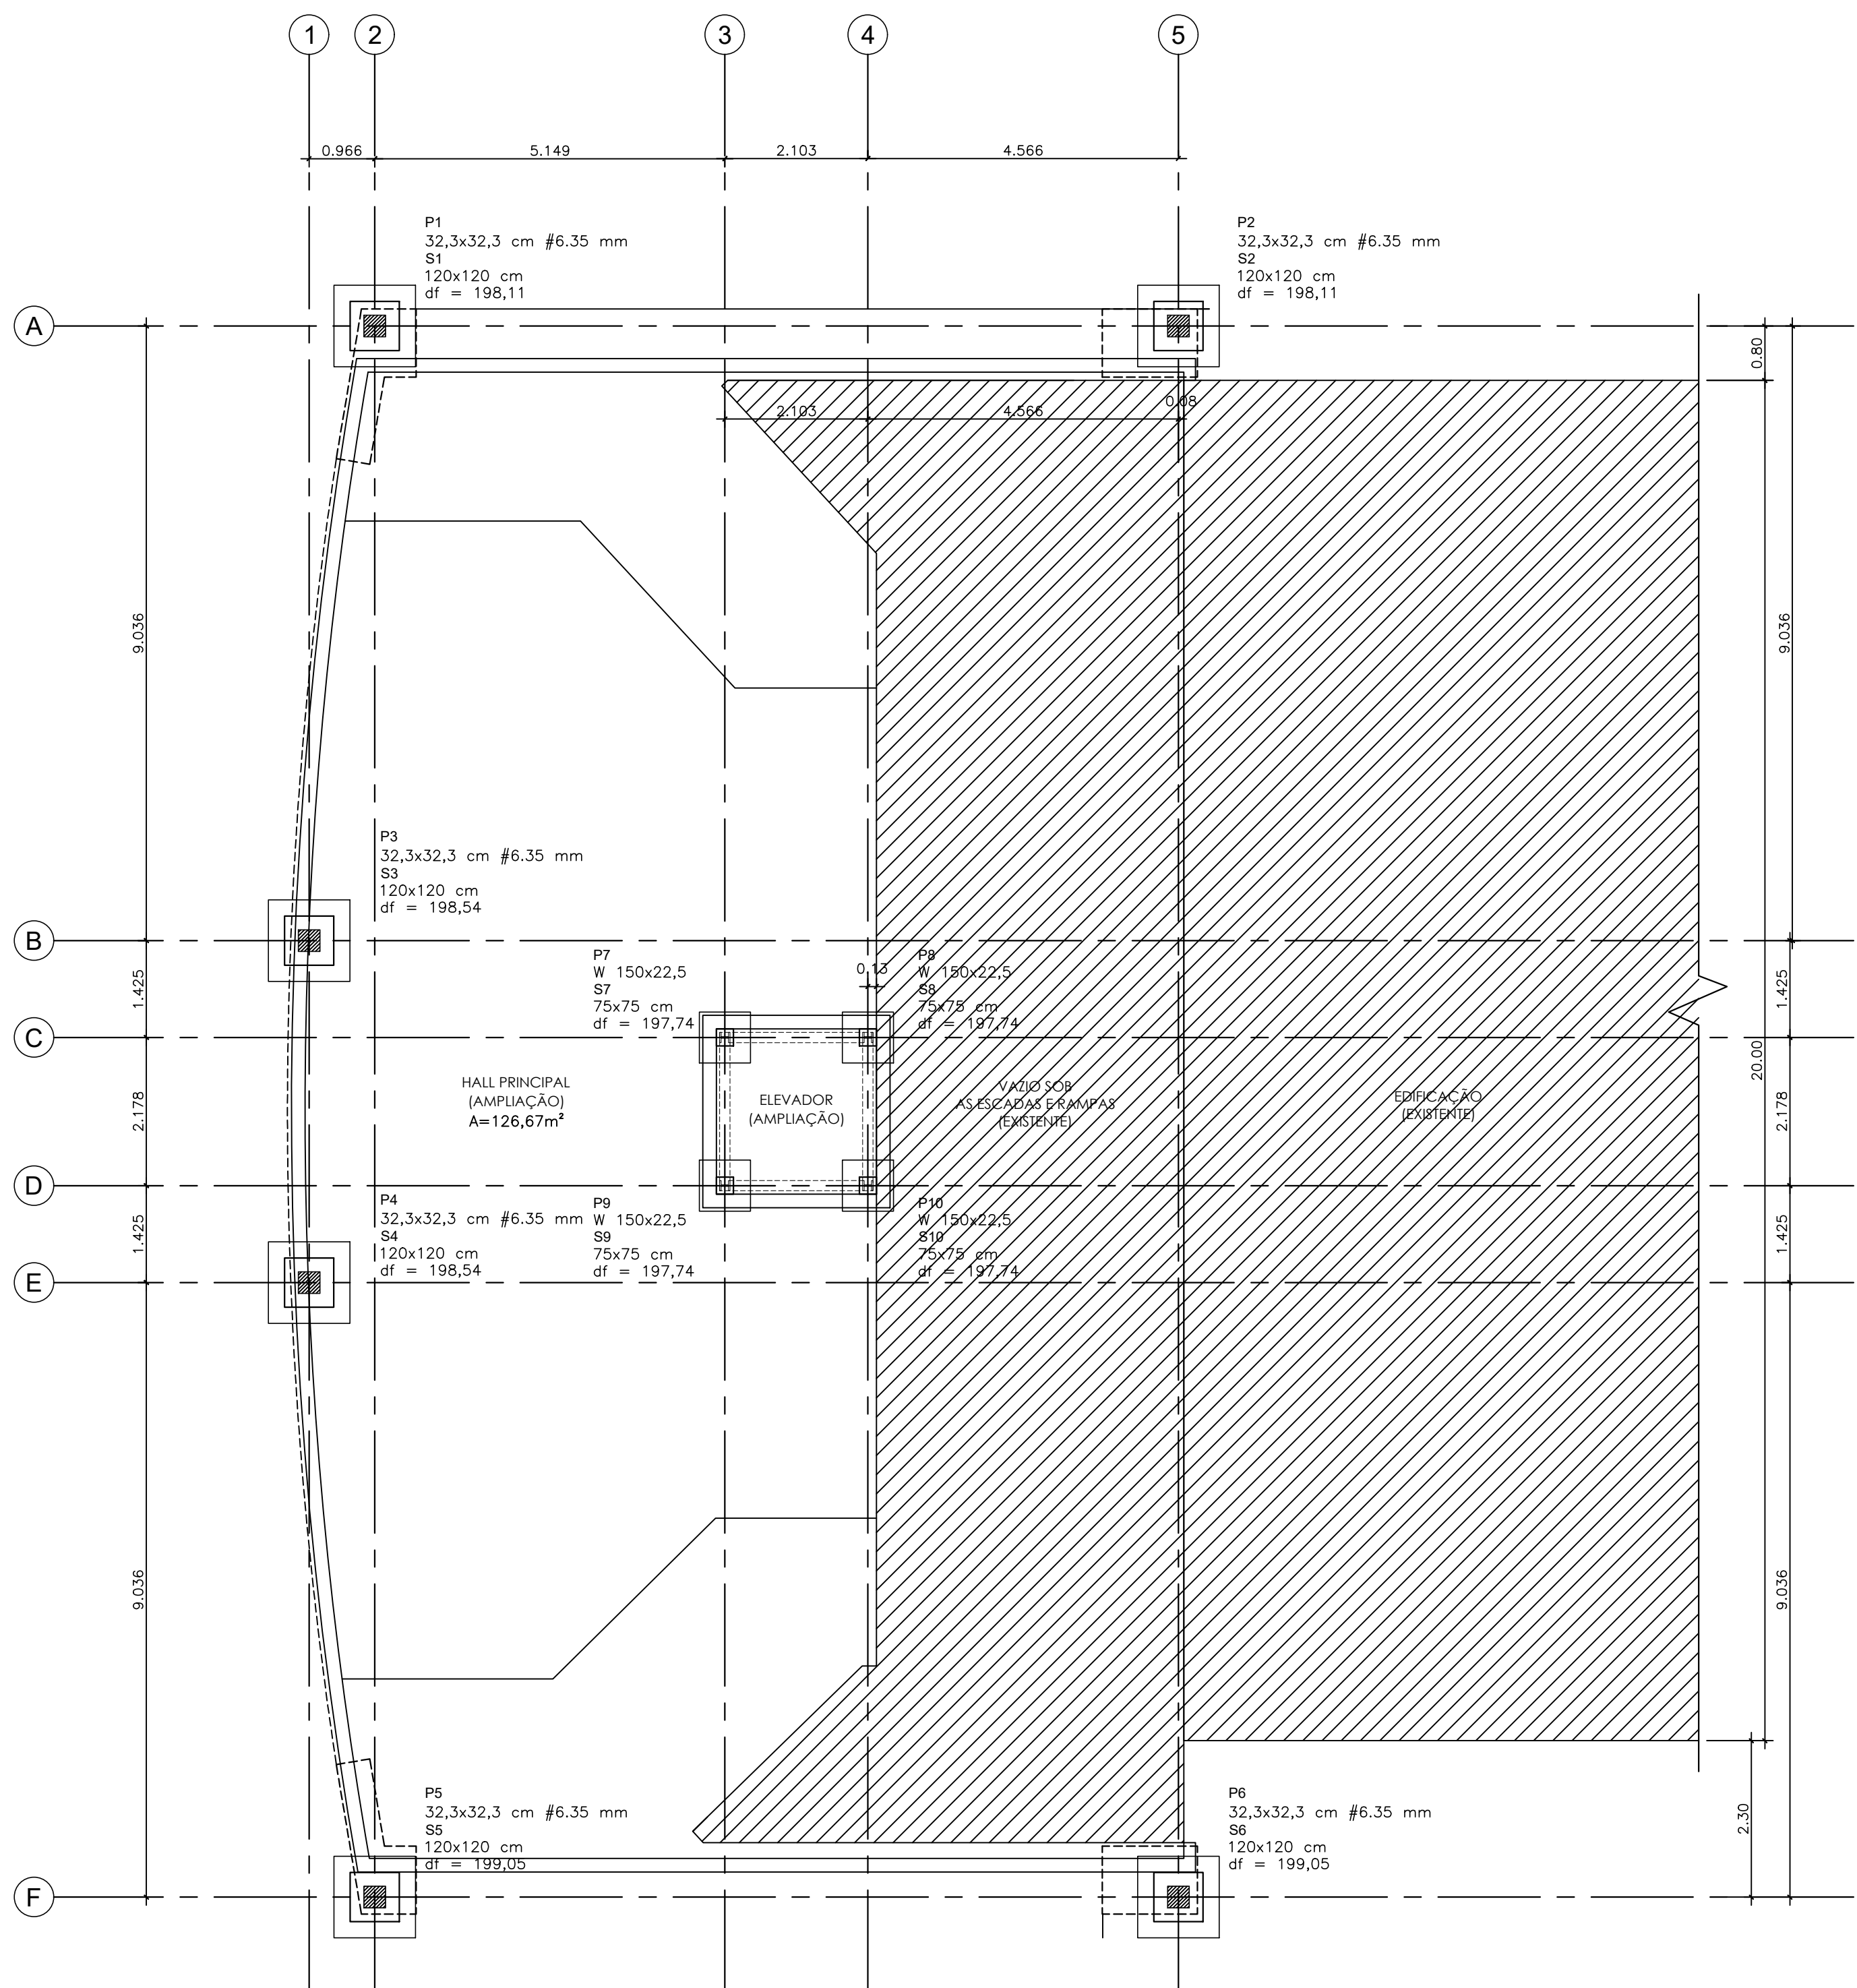 1
2
3
4
5
0.966
5.149
2.103
4.566
P1
32,3x32,3 cm #6.35 mm
S1
120x120 cm
df = 198,11
P2
32,3x32,3 cm #6.35 mm
S2
120x120 cm
df = 198,11
A
0.80
2.103
4.566
0.08
9.036
9.036
P3
32,3x32,3 cm #6.35 mm
S3
120x120 cm
df = 198,54
B
P7
W 150x22,5
S7
75x75 cm
df = 197,74
0.13
P8
W 150x22,5
S8
75x75 cm
df = 197,74
1.425
1.425
C
20.00
HALL PRINCIPAL
(AMPLIAÇÃO)
A=126,67m²
ELEVADOR
(AMPLIAÇÃO)
VAZIO SOB
AS ESCADAS E RAMPAS
(EXISTENTE)
EDIFICAÇÃO
(EXISTENTE)
2.178
2.178
D
P4
32,3x32,3 cm #6.35 mm
S4
120x120 cm
df = 198,54
P9
W 150x22,5
S9
75x75 cm
df = 197,74
P10
W 150x22,5
S10
75x75 cm
df = 197,74
1.425
1.425
E
9.036
9.036
P5
32,3x32,3 cm #6.35 mm
S5
120x120 cm
df = 199,05
P6
32,3x32,3 cm #6.35 mm
S6
120x120 cm
df = 199,05
2.30
F